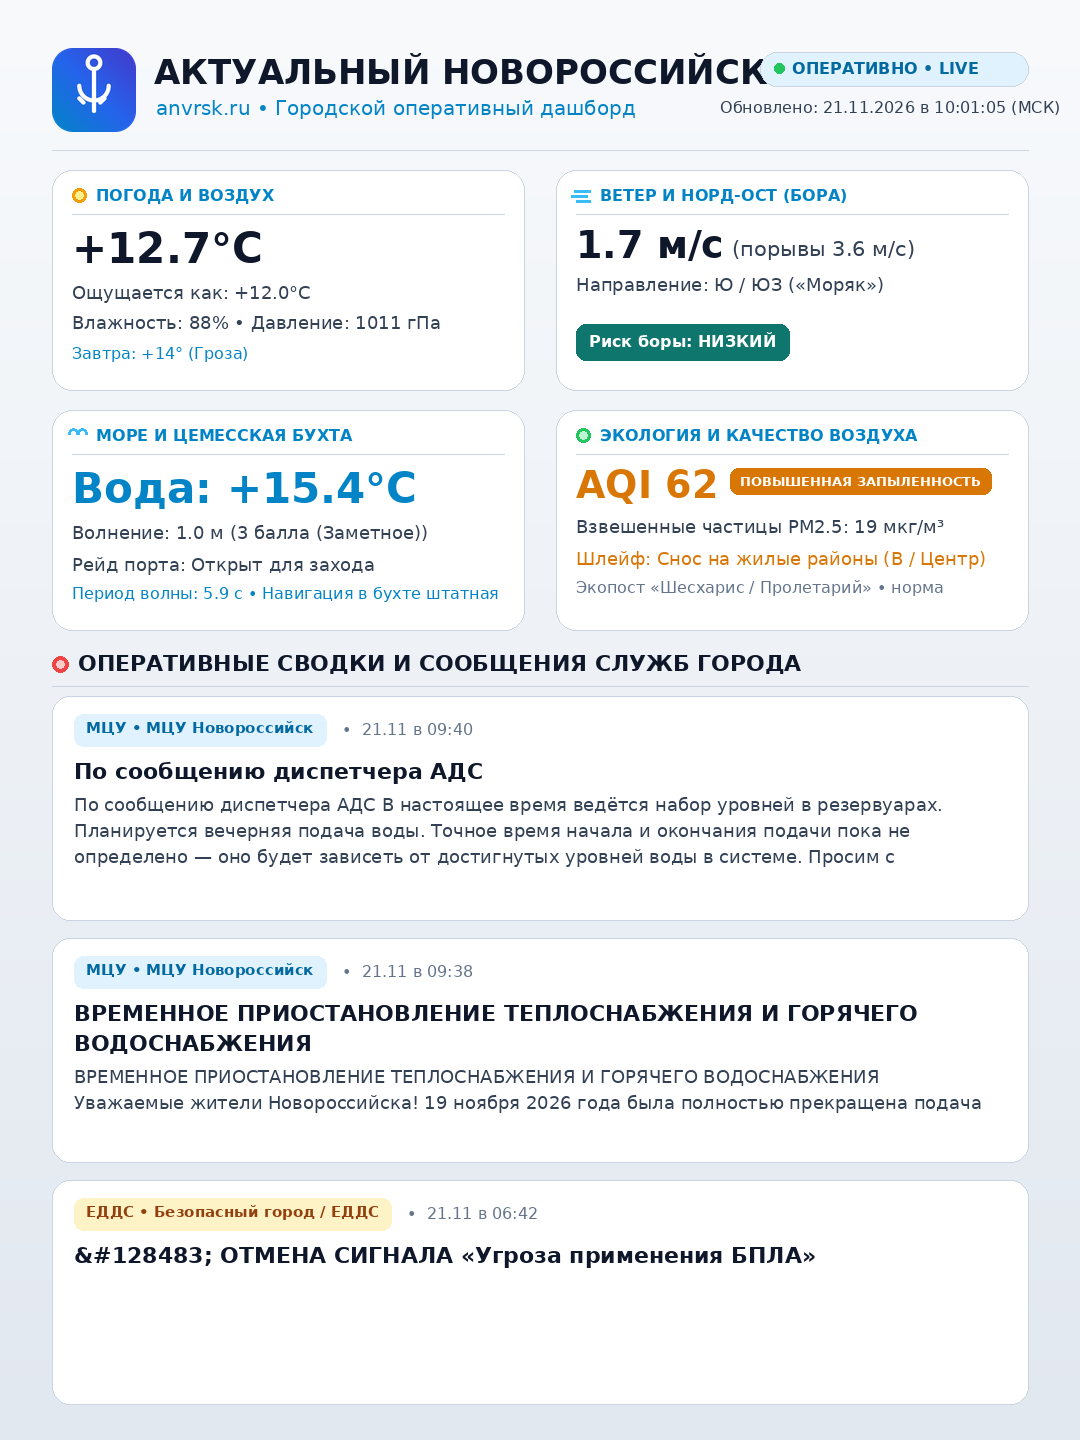 АКТУАЛЬНЫЙ НОВОРОССИЙСК
ОПЕРАТИВНО • LIVE
anvrsk.ru • Городской оперативный дашборд
Обновлено: 21.11.2026 в 10:01:05 (МСК)
ПОГОДА И ВОЗДУХ
+12.7°C
Ощущается как: +12.0°C
Влажность: 88% • Давление: 1011 гПа
Завтра: +14° (Гроза)
ВЕТЕР И НОРД-ОСТ (БОРА)
1.7 м/с (порывы 3.6 м/с)
Направление: Ю / ЮЗ («Моряк»)
Риск боры: НИЗКИЙ
МОРЕ И ЦЕМЕССКАЯ БУХТА
Вода: +15.4°C
Волнение: 1.0 м (3 балла (Заметное))
Рейд порта: Открыт для захода
Период волны: 5.9 с • Навигация в бухте штатная
ЭКОЛОГИЯ И КАЧЕСТВО ВОЗДУХА
AQI 62 ПОВЫШЕННАЯ ЗАПЫЛЕННОСТЬ
Взвешенные частицы PM2.5: 19 мкг/м³
Шлейф: Снос на жилые районы (В / Центр)
Экопост «Шесхарис / Пролетарий» • норма
ОПЕРАТИВНЫЕ СВОДКИ И СООБЩЕНИЯ СЛУЖБ ГОРОДА
МЦУ • МЦУ Новороссийск • 21.11 в 09:40
По сообщению диспетчера АДС
По сообщению диспетчера АДС В настоящее время ведётся набор уровней в резервуарах.
Планируется вечерняя подача воды. Точное время начала и окончания подачи пока не
определено — оно будет зависеть от достигнутых уровней воды в системе. Просим с
МЦУ • МЦУ Новороссийск • 21.11 в 09:38
ВРЕМЕННОЕ ПРИОСТАНОВЛЕНИЕ ТЕПЛОСНАБЖЕНИЯ И ГОРЯЧЕГО
ВОДОСНАБЖЕНИЯ
ВРЕМЕННОЕ ПРИОСТАНОВЛЕНИЕ ТЕПЛОСНАБЖЕНИЯ И ГОРЯЧЕГО ВОДОСНАБЖЕНИЯ
Уважаемые жители Новороссийска! 19 ноября 2026 года была полностью прекращена подача
ЕДДС • Безопасный город / ЕДДС • 21.11 в 06:42
&#128483; ОТМЕНА СИГНАЛА «Угроза применения БПЛА»